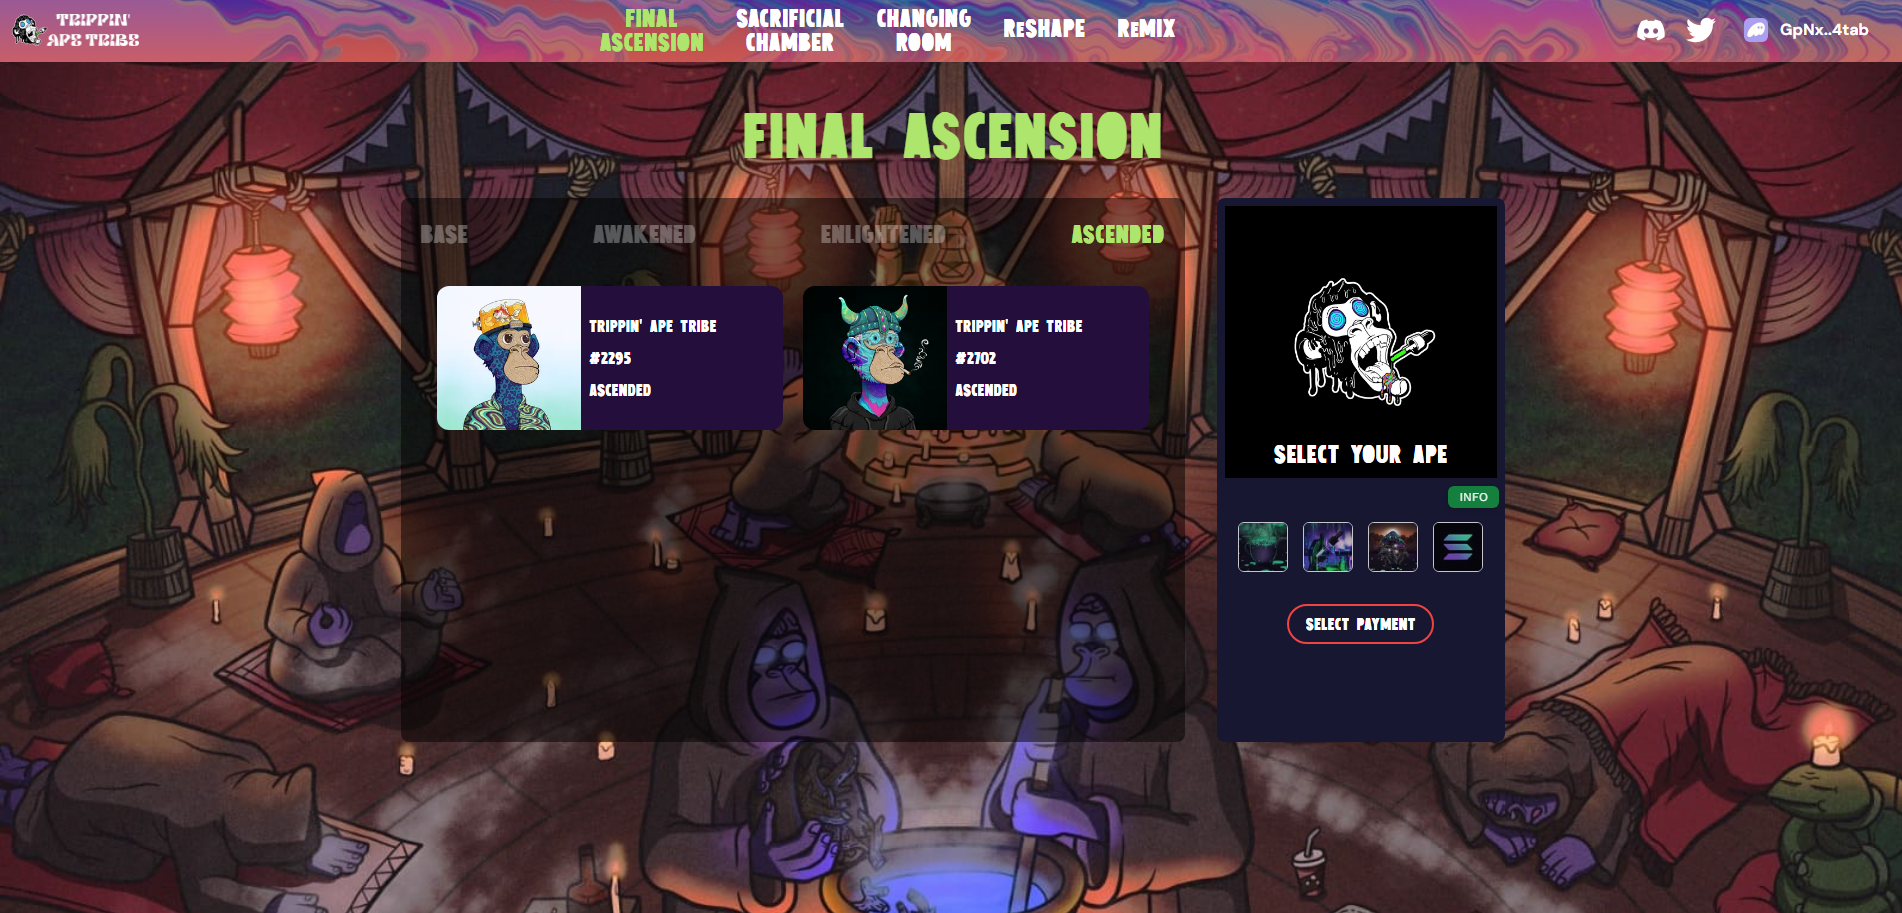 TRIPPIN'
APE TRIBE
FINAL
ASCENSION
SACRIFICIAL
CHAMBER
CHANGING
ROOM
ReSHAPE
ReMIX
GpNx..4tab
FINAL ASCENSION
BASE
AWAKENED
ENLIGHTENED
ASCENDED
TRIPPIN' APE TRIBE
#2295
ASCENDED
TRIPPIN' APE TRIBE
#2702
ASCENDED
SELECT YOUR APE
INFO
SELECT PAYMENT